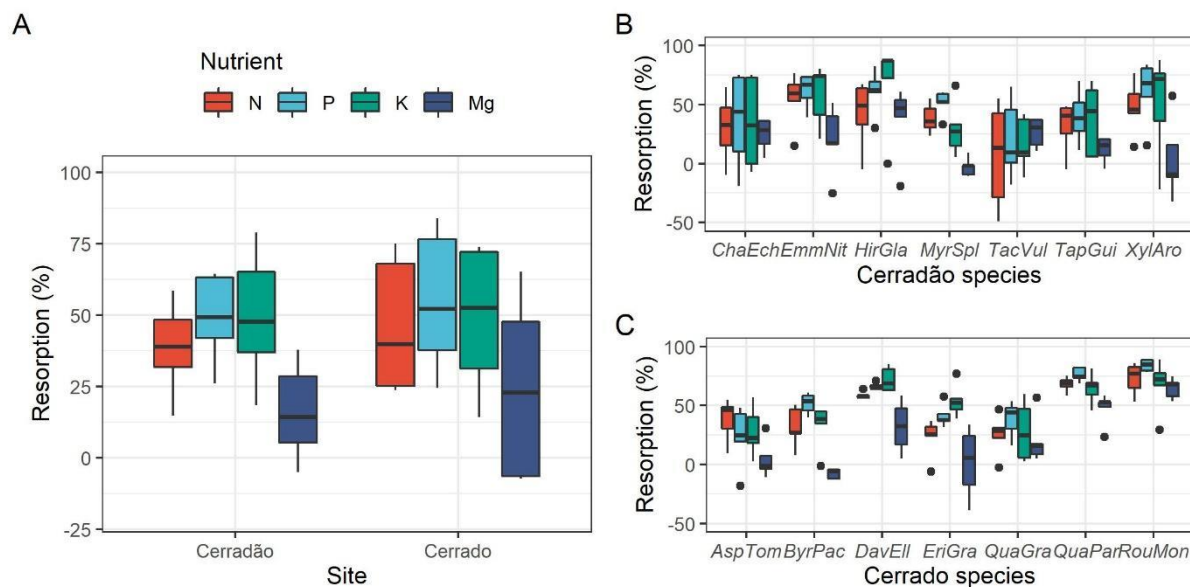 A
Nutrient
N P K Mg
Resorption (%)
100
75
50
25
0
-25
Cerradão Cerrado
Site
B
Resorption (%)
100
50
0
-50
ChaEch EmmNit HirGla MyrSpl TacVul TapGui XylAro
Cerradão species
C
Resorption (%)
100
50
0
-50
AspTom ByrPac DavEll EriGra QuaGra QuaPar RouMon
Cerrado species